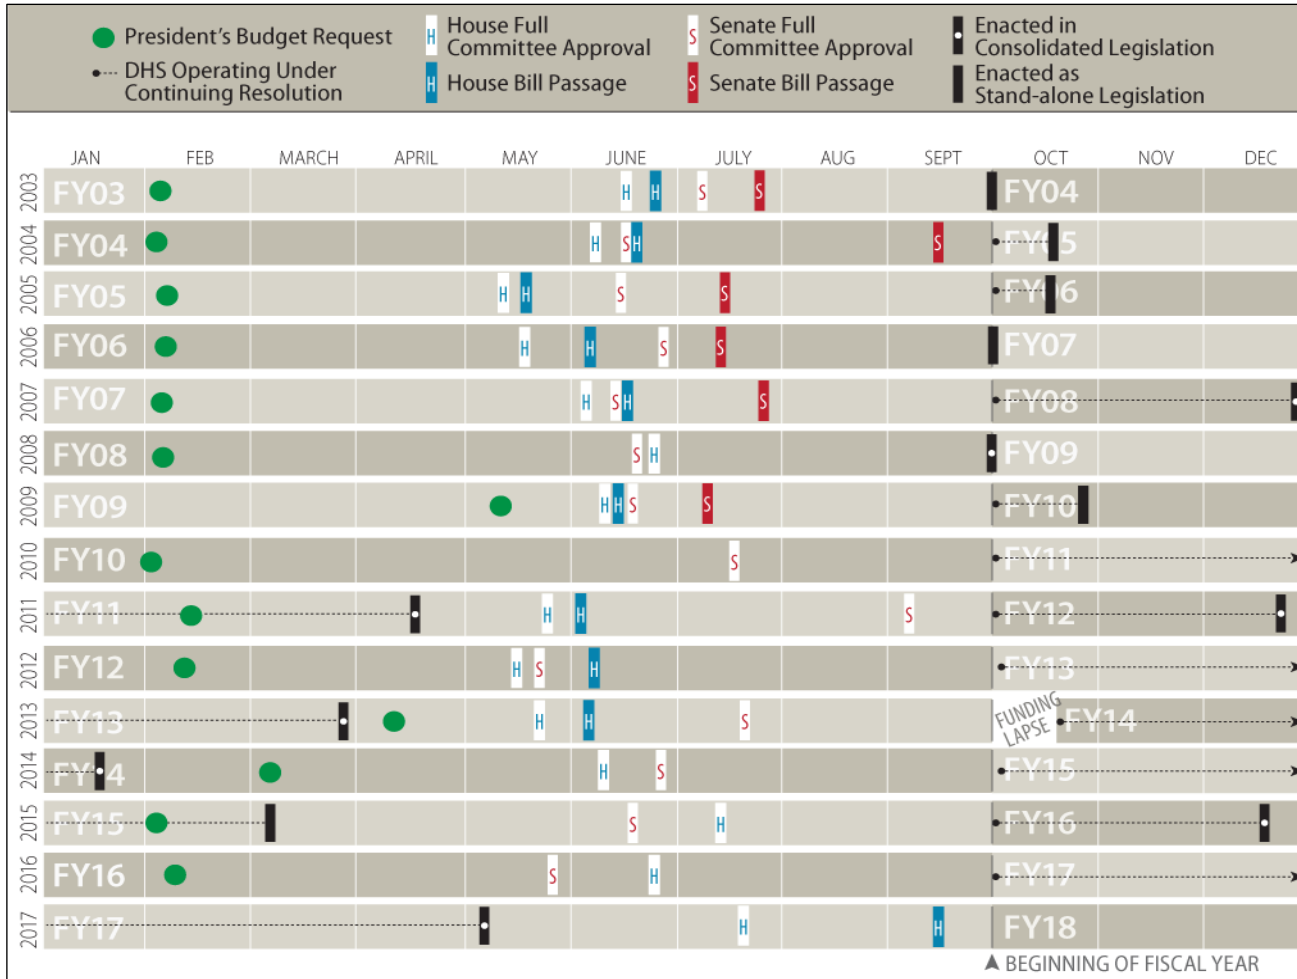 President's Budget Request
DHS Operating Under
Continuing Resolution
H House Full
Committee Approval
H House Bill Passage
S Senate Full
Committee Approval
S Senate Bill Passage
Enacted in
Consolidated Legislation
Enacted as
Stand-alone Legislation
JAN FEB MARCH APRIL MAY JUNE JULY AUG SEPT OCT NOV DEC
2003 FY03 H H S S FY04
2004 FY04 H S H S FY05
2005 FY05 H H S S FY06
2006 FY06 H H S S FY07
2007 FY07 H S H S FY08
2008 FY08 S H FY09
2009 FY09 H H S S FY10
2010 FY10 S FY11
2011 FY11 H H S FY12
2012 FY12 H S H FY13
2013 FY13 H H S FUNDING LAPSE FY14
2014 FY14 H S FY15
2015 FY15 S H FY16
2016 FY16 S H FY17
2017 FY17 H H FY18
BEGINNING OF FISCAL YEAR